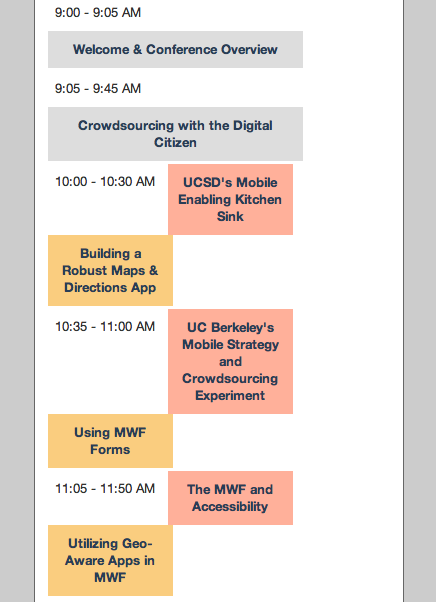 9:00 - 9:05 AM
Welcome & Conference Overview
9:05 - 9:45 AM
Crowdsourcing with the Digital
Citizen
10:00 - 10:30 AM
UCSD's Mobile
Enabling Kitchen
Sink
Building a
Robust Maps &
Directions App
10:35 - 11:00 AM
UC Berkeley's
Mobile Strategy
and
Crowdsourcing
Experiment
Using MWF
Forms
11:05 - 11:50 AM
The MWF and
Accessibility
Utilizing Geo-
Aware Apps in
MWF